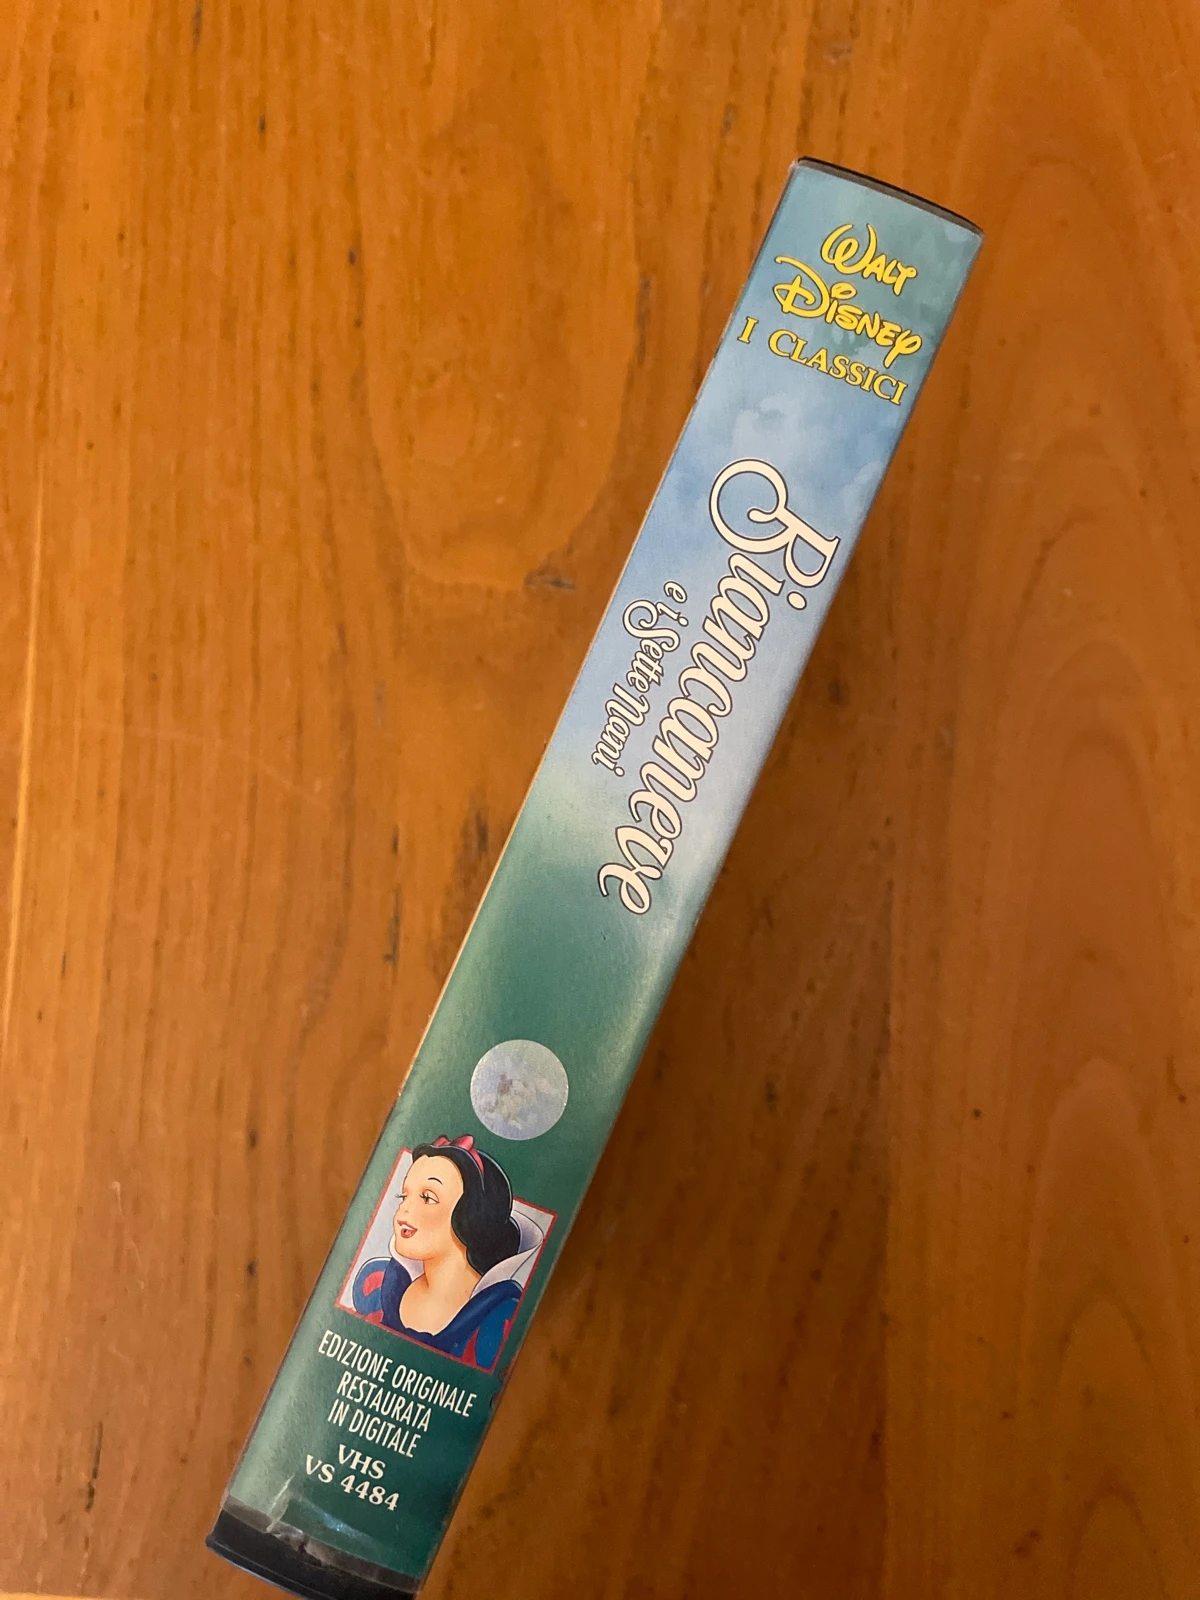 WALT
DISNEY
I CLASSICI
Biancaneve
e i Sette Nani
EDIZIONE ORIGINALE
RESTAURATA
IN DIGITALE
VHS
VS 4484